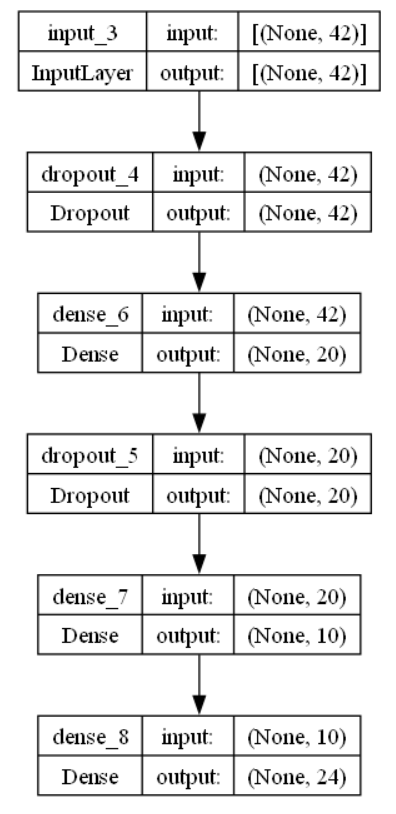 input_3 input: [(None, 42)]
InputLayer output: [(None, 42)]
dropout_4 input: (None, 42)
Dropout output: (None, 42)
dense_6 input: (None, 42)
Dense output: (None, 20)
dropout_5 input: (None, 20)
Dropout output: (None, 20)
dense_7 input: (None, 20)
Dense output: (None, 10)
dense_8 input: (None, 10)
Dense output: (None, 24)